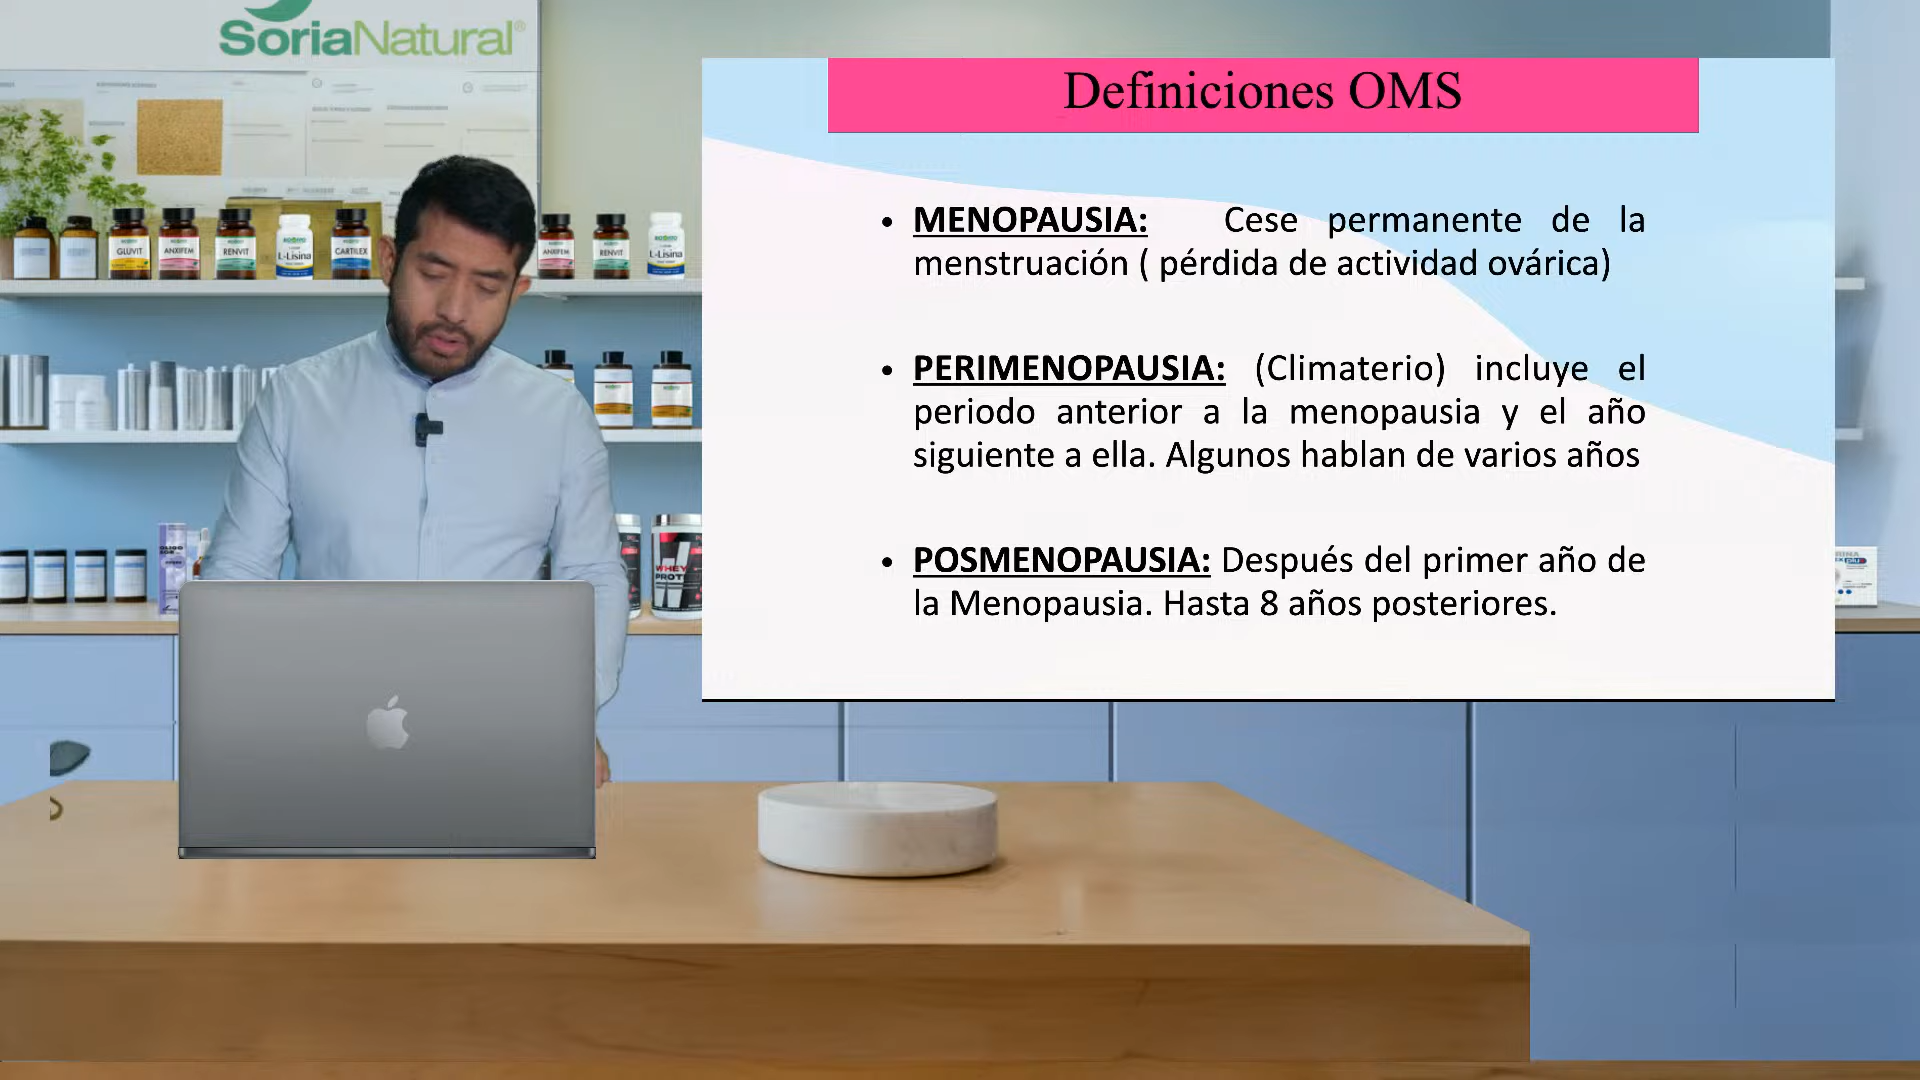 SoriaNatural®
GLUVIT
ANXIFEM
RENVIT
L-Lisina
CARTILEX
ANXIFEM
RENVIT
L-Lisina
WHEY
PROT
Definiciones OMS
• MENOPAUSIA: Cese permanente de la
menstruación ( pérdida de actividad ovárica)
• PERIMENOPAUSIA: (Climaterio) incluye el
periodo anterior a la menopausia y el año
siguiente a ella. Algunos hablan de varios años
• POSMENOPAUSIA: Después del primer año de
la Menopausia. Hasta 8 años posteriores.